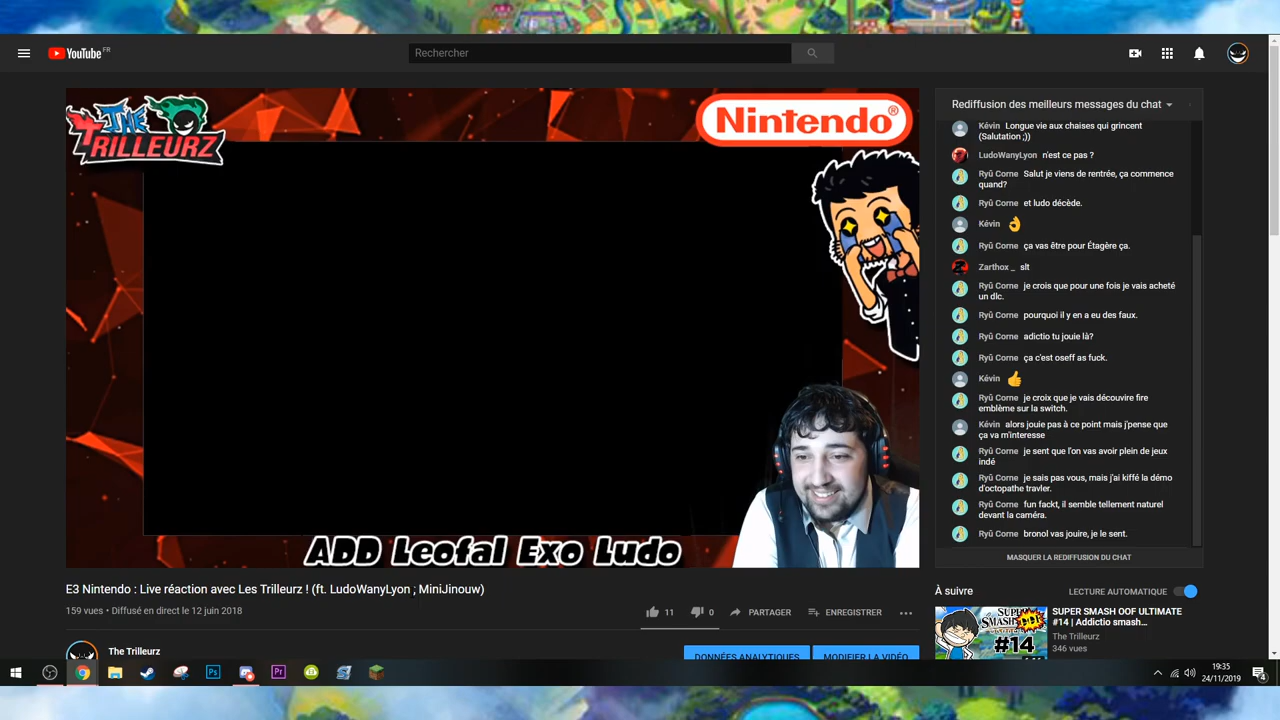 YouTube FR
Rechercher
THE
TRILLEURZ
Nintendo®
ADD Leofal Exo Ludo
E3 Nintendo : Live réaction avec Les Trilleurz ! (ft. LudoWanyLyon ; MiniJinouw)
159 vues • Diffusé en direct le 12 juin 2018
11
0
PARTAGER
ENREGISTRER
The Trilleurz
DONNÉES ANALYTIQUES
MODIFIER LA VIDÉO
Rediffusion des meilleurs messages du chat
Kévin Longue vie aux chaises qui grincent
(Salutation ;))
LudoWanyLyon n'est ce pas ?
Ryû Corne Salut je viens de rentrée, ça commence
quand?
Ryû Corne et ludo décède.
Kévin 👌
Ryû Corne ça vas être pour Étagère ça.
Zarthox _ slt
Ryû Corne je crois que pour une fois je vais acheté
un dlc.
Ryû Corne pourquoi il y en a eu des faux.
Ryû Corne adictio tu jouie là?
Ryû Corne ça c'est oseff as fuck.
Kévin 👍
Ryû Corne je croix que je vais découvire fire
emblème sur la switch.
Kévin alors jouie pas à ce point mais j'pense que
ça va m'interesse
Ryû Corne je sent que l'on vas avoir plein de jeux
indé
Ryû Corne je sais pas vous, mais j'ai kiffé la démo
d'octopathe travler.
Ryû Corne fun fackt, il semble tellement naturel
devant la caméra.
Ryû Corne bronol vas jouire, je le sent.
MASQUER LA REDIFFUSION DU CHAT
À suivre
LECTURE AUTOMATIQUE
SUPER
SMASH
#14
SUPER SMASH OOF ULTIMATE
#14 | Addictio smash...
The Trilleurz
346 vues
Ps
Pr
19:35
24/11/2019
4